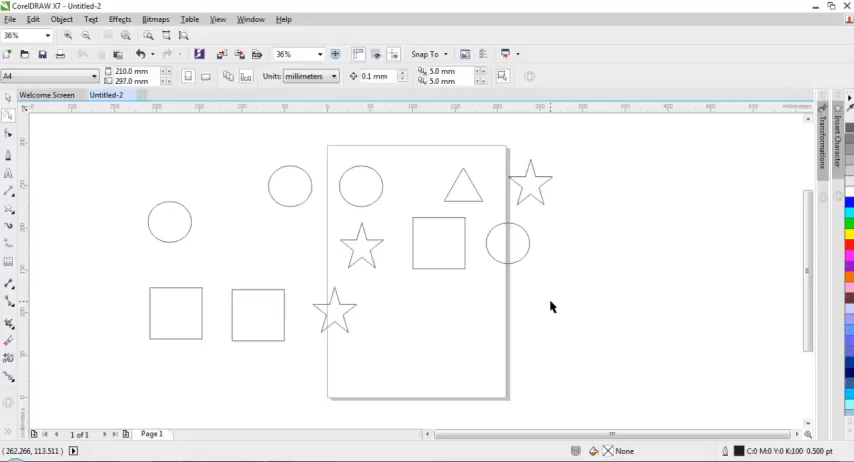 CorelDRAW X7 - Untitled-2
File Edit Object Text Effects Bitmaps Table View Window Help
36%
36% Snap To
A4 210.0 mm 297.0 mm Units: millimeters 0.1 mm 5.0 mm 5.0 mm
Welcome Screen Untitled-2
millimeters
Transformations
Insert Character
millimeters
1 of 1 Page 1
( 262.266, 113.511 ) None C:0 M:0 Y:0 K:100 0.500 pt